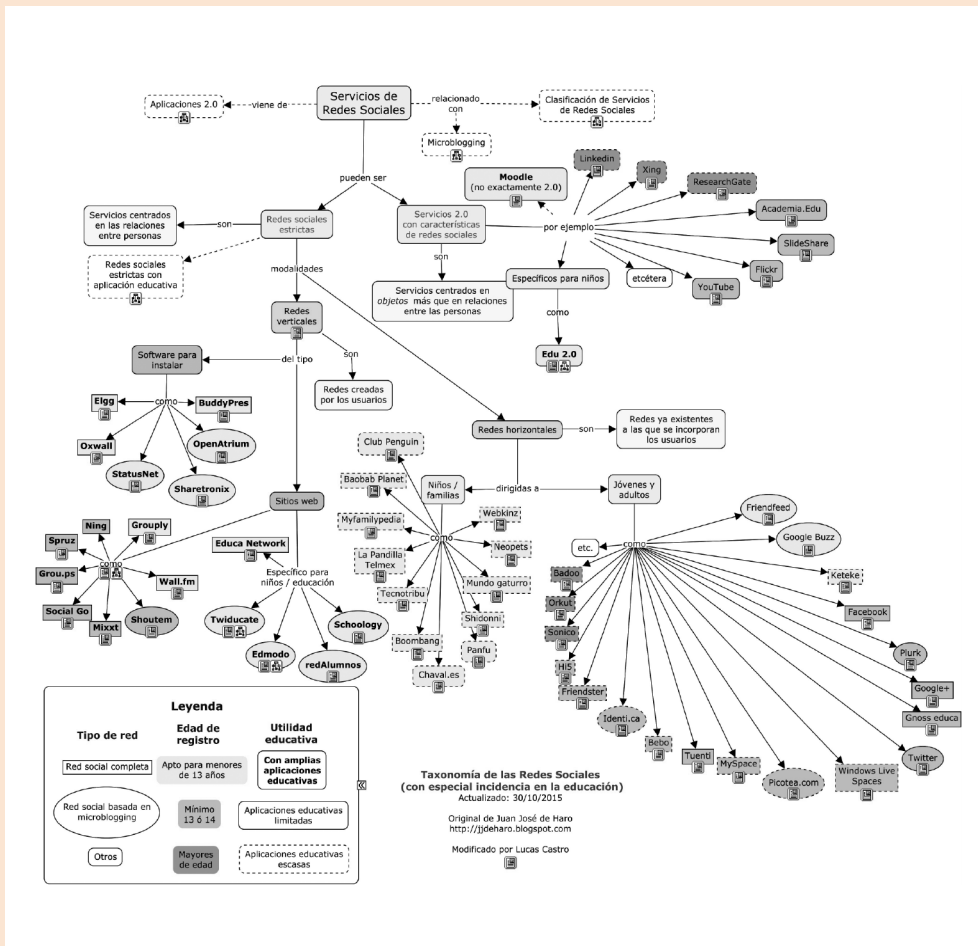 Servicios de
Redes Sociales
viene de
Aplicaciones 2.0
relacionado
con
Clasificación de Servicios
de Redes Sociales
Microblogging
pueden ser
Servicios centrados
en las relaciones
entre personas
son
Redes sociales
estrictas
Redes sociales
estrictas con
aplicación educativa
Servicios 2.0
con características
de redes sociales
son
Servicios centrados en
objetos más que en relaciones
entre las personas
por ejemplo
Moodle
(no exactamente 2.0)
Linkedin
Xing
ResearchGate
Academia.Edu
SlideShare
Flickr
YouTube
etcétera
Específicos para niños
como
Edu 2.0
modalidades
Redes
verticales
son
Redes creadas
por los usuarios
del tipo
Software para
instalar
como
Elgg
BuddyPres
Oxwall
OpenAtrium
StatusNet
Sharetronix
Sitios web
como
Ning
Grouply
Spruz
Grou.ps
Wall.fm
Social Go
Mixxt
Shoutem
Educa Network
Específico para
niños / educación
Twiducate
Schoology
Edmodo
redAlumnos
Redes horizontales
son
Redes ya existentes
a las que se incorporan
los usuarios
dirigidas a
Niños /
familias
como
Club Penguin
Baobab Planet
Myfamilypedia
La Pandilla
Telmex
Tecnotribu
Boombang
Chaval.es
Webkinz
Neopets
Mundo gaturro
Shidonni
Panfu
Jóvenes y
adultos
como
etc.
Friendfeed
Google Buzz
Keteke
Facebook
Plurk
Google+
Gnoss educa
Twitter
Windows Live
Spaces
Picotea.com
MySpace
Tuenti
Bebo
Identi.ca
Friendster
Hi5
Sonico
Orkut
Badoo
Leyenda
Tipo de red
Edad de
registro
Utilidad
educativa
Red social completa
Apto para menores
de 13 años
Con amplias
aplicaciones
educativas
Red social basada en
microblogging
Mínimo
13 ó 14
Aplicaciones educativas
limitadas
Otros
Mayores
de edad
Aplicaciones educativas
escasas
Taxonomía de las Redes Sociales
(con especial incidencia en la educación)
Actualizado: 30/10/2015
Original de Juan José de Haro
http://jjdeharo.blogspot.com
Modificado por Lucas Castro